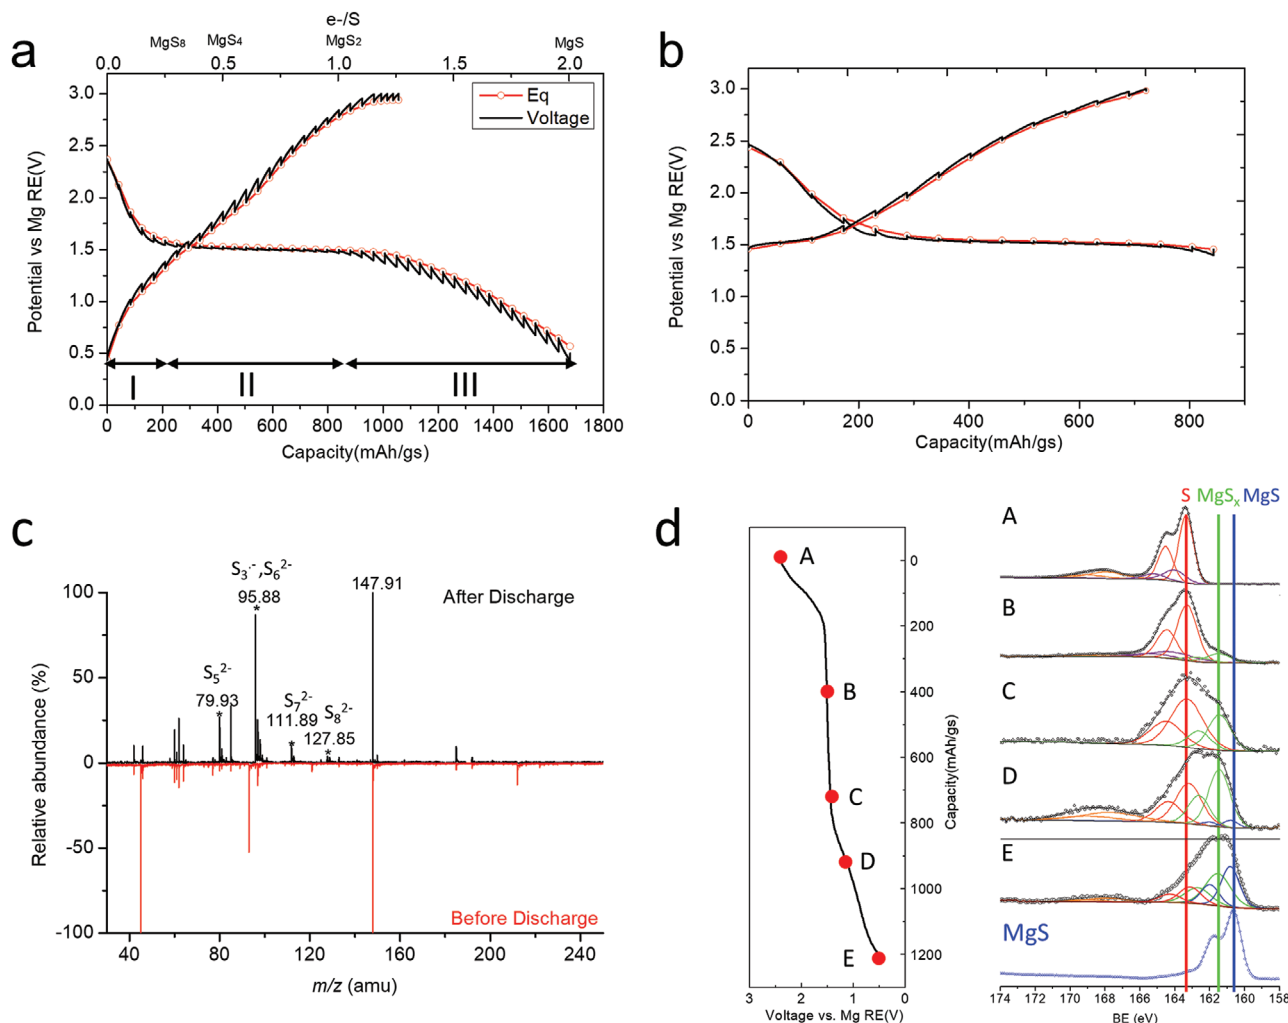 a
e-/S
MgS8 MgS4 MgS2 MgS
0.0 0.5 1.0 1.5 2.0
Eq
Voltage
3.0
2.5
2.0
1.5
1.0
0.5
0.0
Potential vs Mg RE(V)
I II III
0 200 400 600 800 1000 1200 1400 1600 1800
Capacity(mAh/gs)
b
3.0
2.5
2.0
1.5
1.0
0.5
0.0
Potential vs Mg RE(V)
0 200 400 600 800
Capacity(mAh/gs)
c
S3·-,S62-
95.88
*
147.91
After Discharge
S52-
79.93
*
S72-
111.89
*
S82-
127.85
*
100
50
0
-50
-100
Relative abundance (%)
Before Discharge
40 80 120 160 200 240
m/z (amu)
d
A
B
C
D
E
0
200
400
600
800
1000
1200
Capacity(mAh/gs)
3 2 1 0
Voltage vs. Mg RE(V)
S MgSx MgS
A
B
C
D
E
MgS
174 172 170 168 166 164 162 160 158
BE (eV)